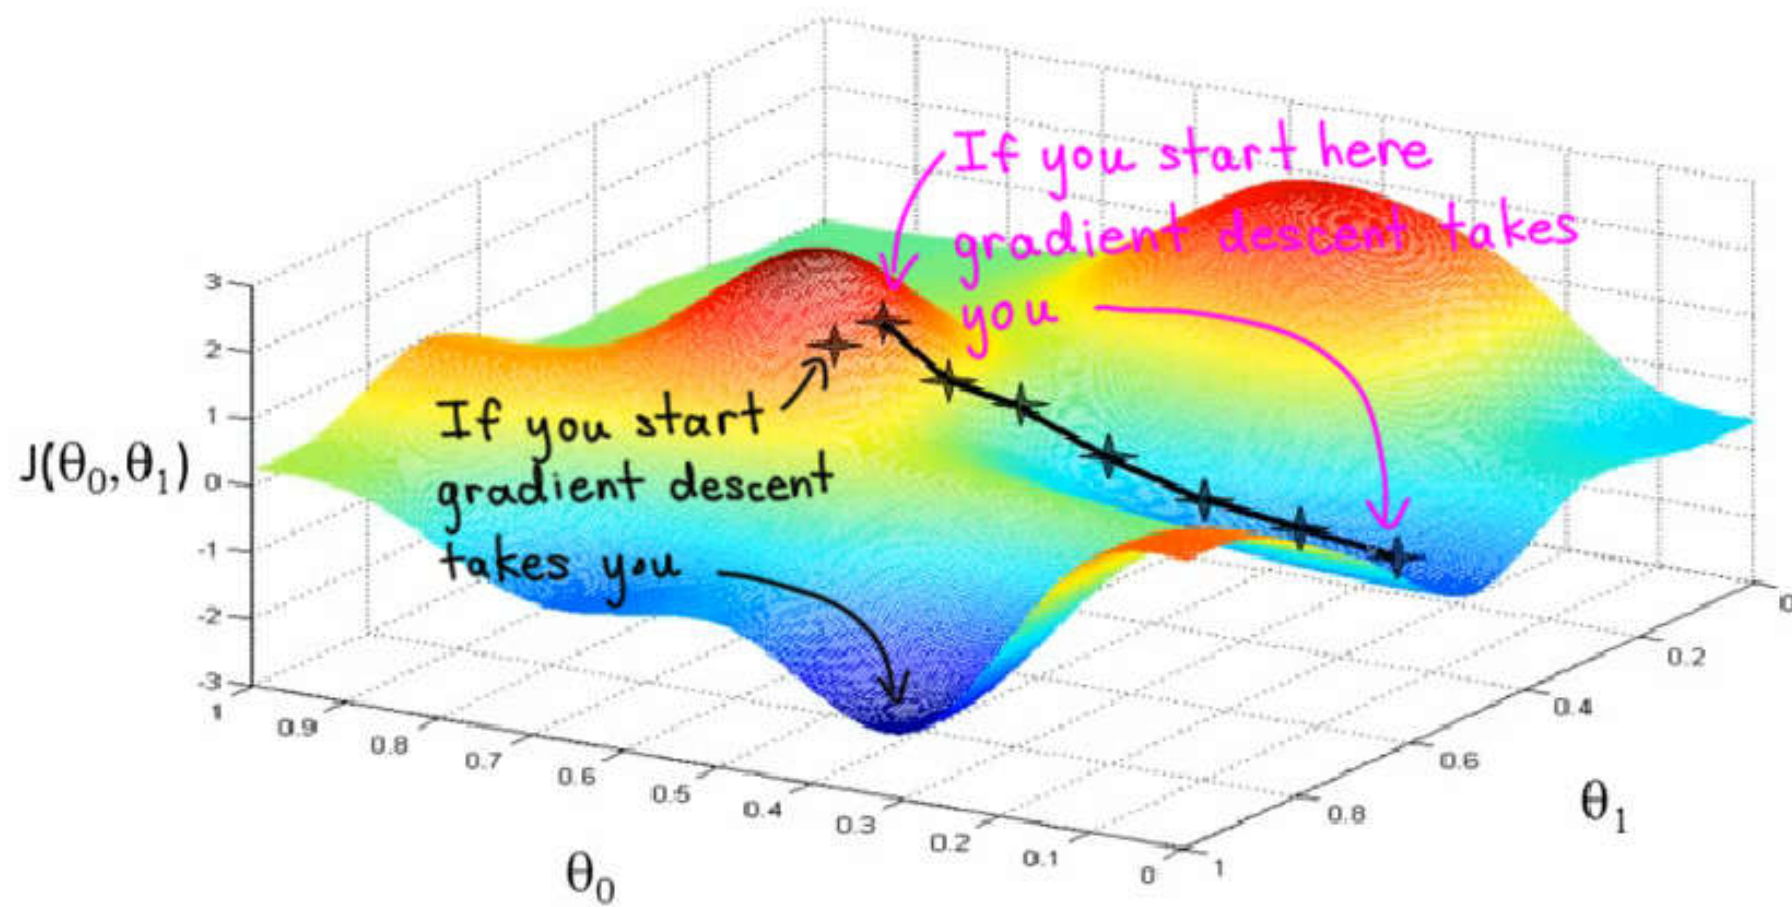 If you start here
gradient descent takes
you
If you start
gradient descent
takes you
J(θ₀,θ₁)
3
2
1
0
-1
-2
-3
1
0.9
0.8
0.7
0.6
0.5
0.4
0.3
0.2
0.1
0
θ₀
1
0.8
0.6
0.4
0.2
0
θ₁